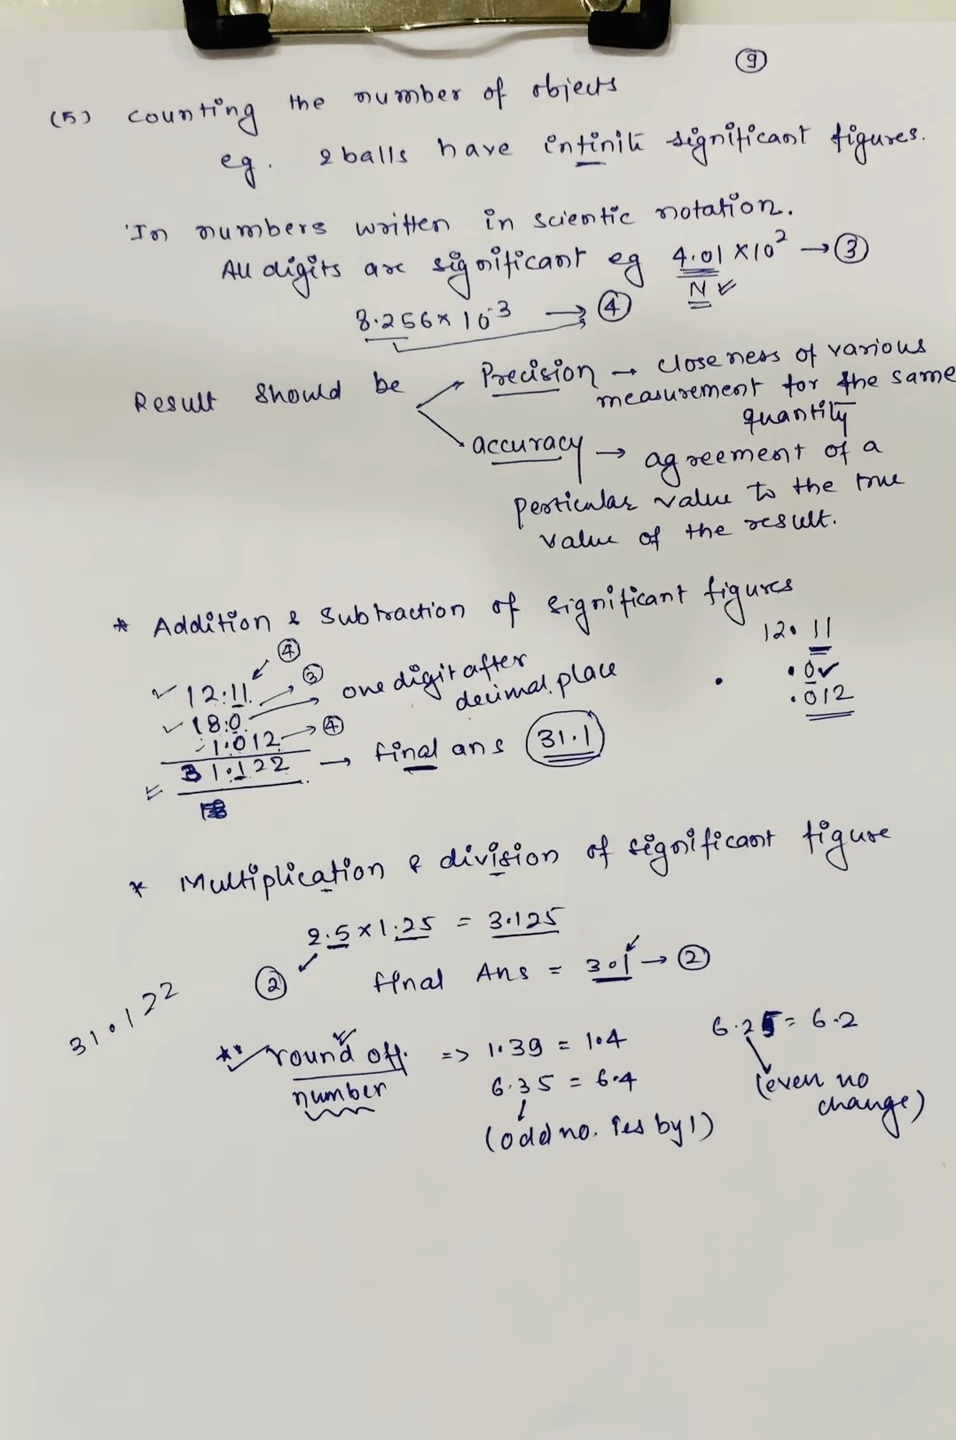 9
(5) counting the number of objects
eg. 2 balls have infinite significant figures.
In numbers written in scientic notation.
All digits are significant eg 4.01 × 10² → 3
N ✓
8.256 × 10⁻³ → 4
Result should be
Precision → closeness of various
measurement for the same
quantity
accuracy → agreement of a
perticular value to the true
value of the result.
* Addition & subtraction of significant figures
✓ 12.11 4
✓ 18.0 3 → one digit after
decimal place
1.012 → 4
31.122 → final ans 31.1
12.11
.0✓
.012
* Multiplication & division of significant figure
2.5 × 1.25 = 3.125
2 final Ans = 3.1 → 2
31.122
** round off.
number
=> 1.39 = 1.4
6.35 = 6.4
(odd no. ies by 1)
6.25 = 6.2
(even no
change)